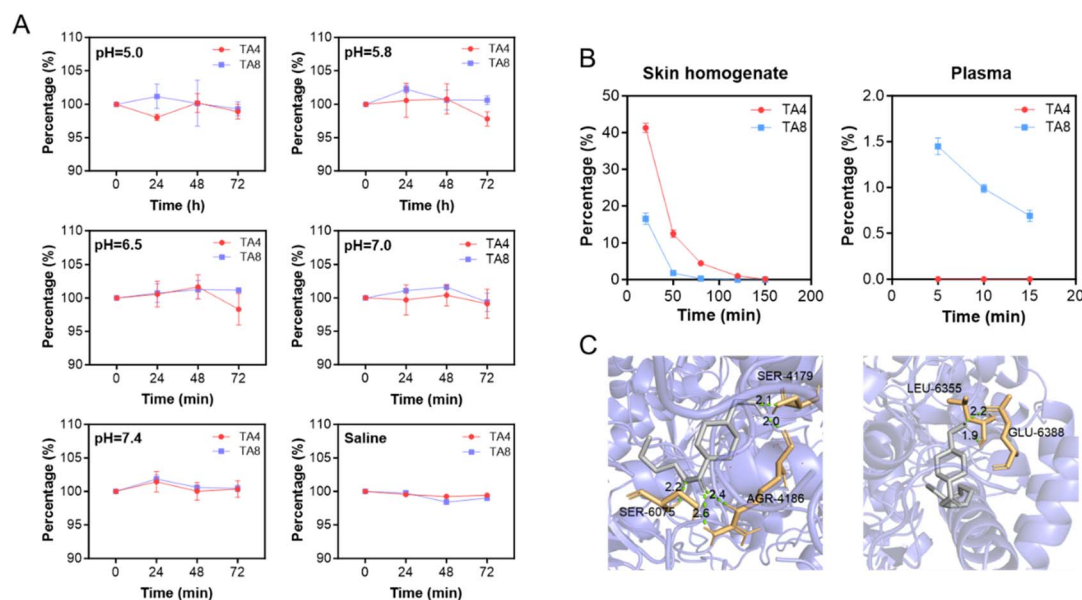 A
pH=5.0
TA4
TA8
Percentage (%)
110
105
100
95
90
0 24 48 72
Time (h)
pH=5.8
TA4
TA8
Percentage (%)
110
105
100
95
90
0 24 48 72
Time (h)
pH=6.5
TA4
TA8
Percentage (%)
110
105
100
95
90
0 24 48 72
Time (min)
pH=7.0
TA4
TA8
Percentage (%)
110
105
100
95
90
0 24 48 72
Time (min)
pH=7.4
TA4
TA8
Percentage (%)
110
105
100
95
90
0 24 48 72
Time (min)
Saline
TA4
TA8
Percentage (%)
110
105
100
95
90
0 24 48 72
Time (min)
B
Skin homogenate
TA4
TA8
Percentage (%)
50
40
30
20
10
0
0 50 100 150 200
Time (min)
Plasma
TA4
TA8
Percentage (%)
2.0
1.5
1.0
0.5
0.0
0 5 10 15 20
Time (min)
C
SER-4179
2.1
2.0
2.2
2.4
AGR-4186
SER-6075
2.6
LEU-6355
2.2
1.9
GLU-6388